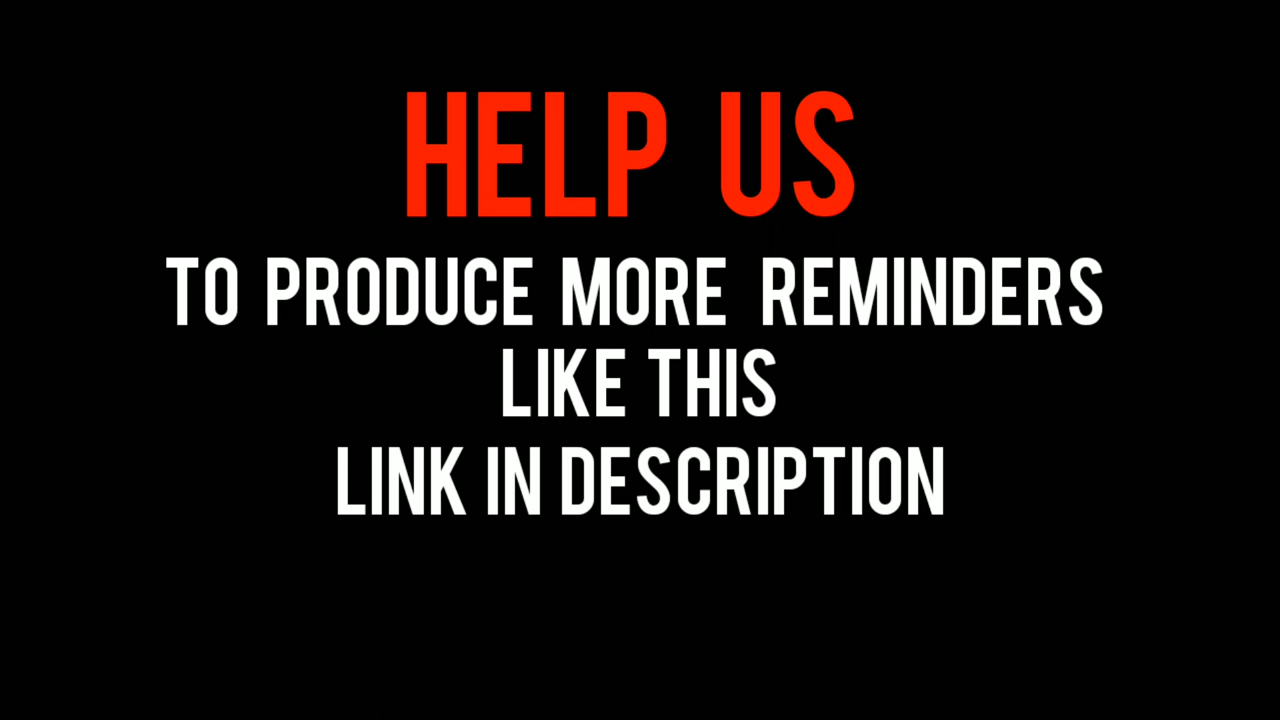 HELP US
TO PRODUCE MORE REMINDERS
LIKE THIS
LINK IN DESCRIPTION